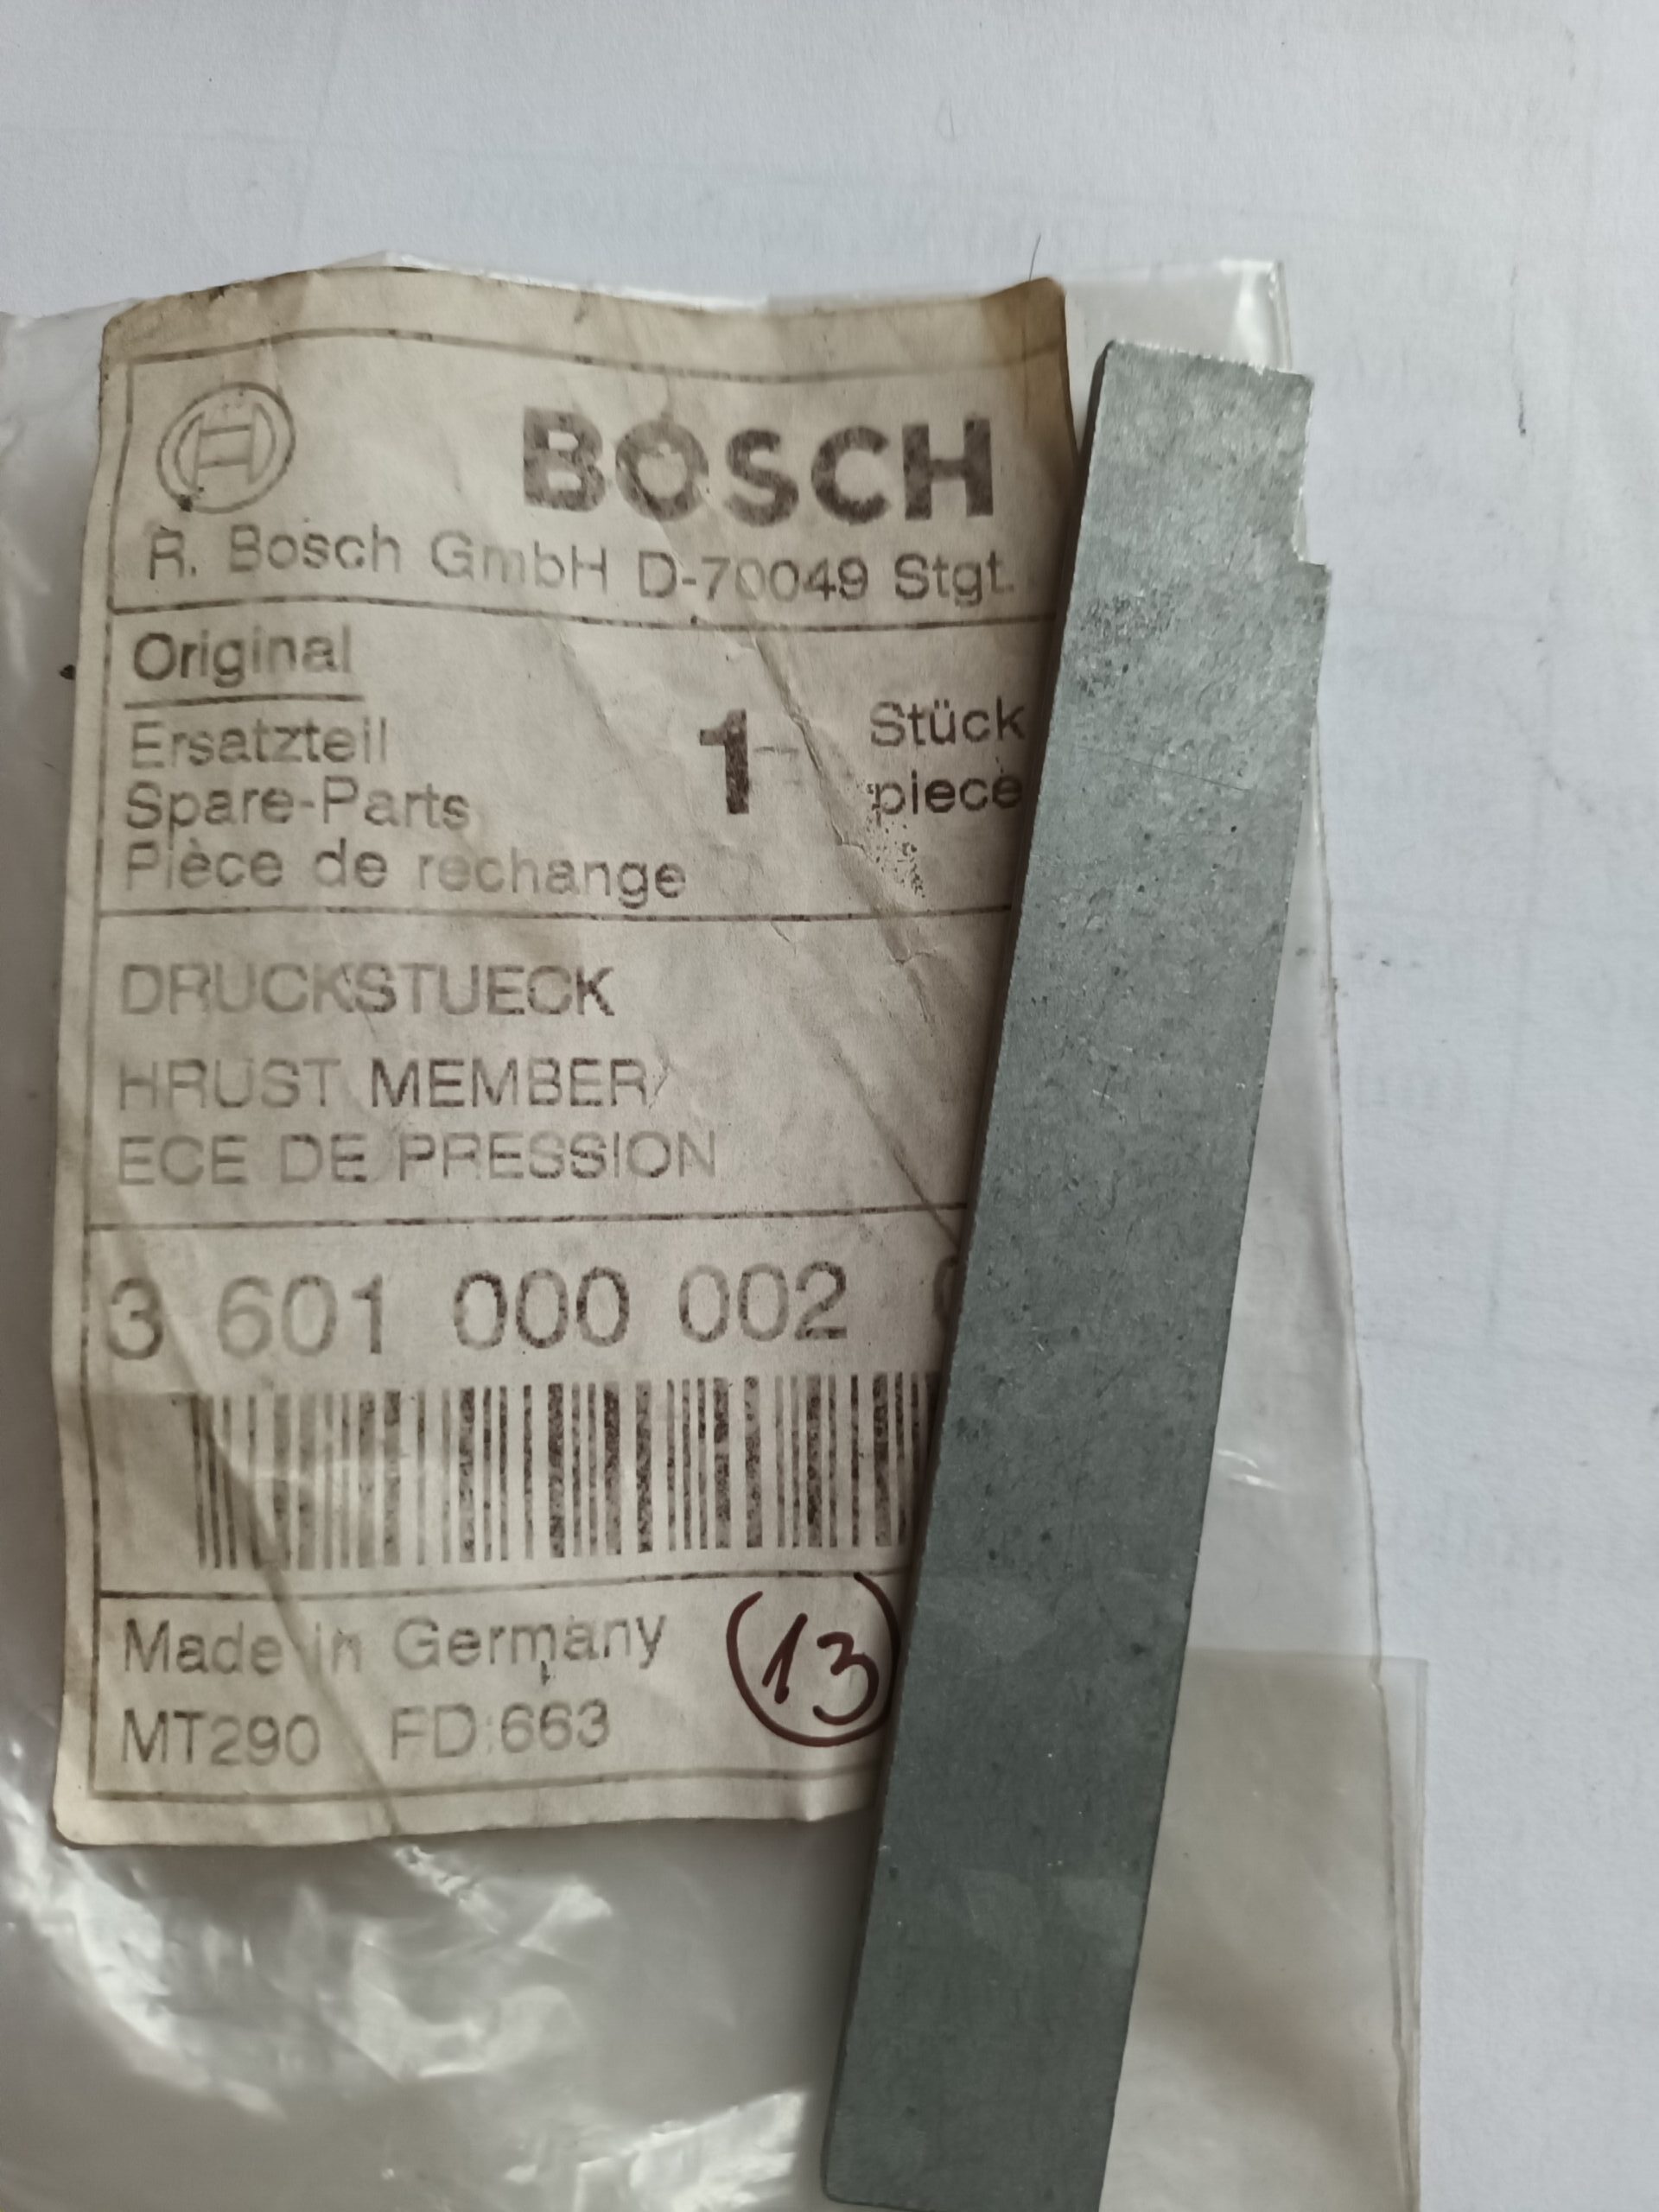 BOSCH
R. Bosch GmbH D-70049 Stgt.
Original
Ersatzteil
Spare-Parts
Pièce de rechange
1 Stück
piece
DRUCKSTUECK
HRUST MEMBER
ECE DE PRESSION
3 601 000 002
Made in Germany
MT290 FD:663
13